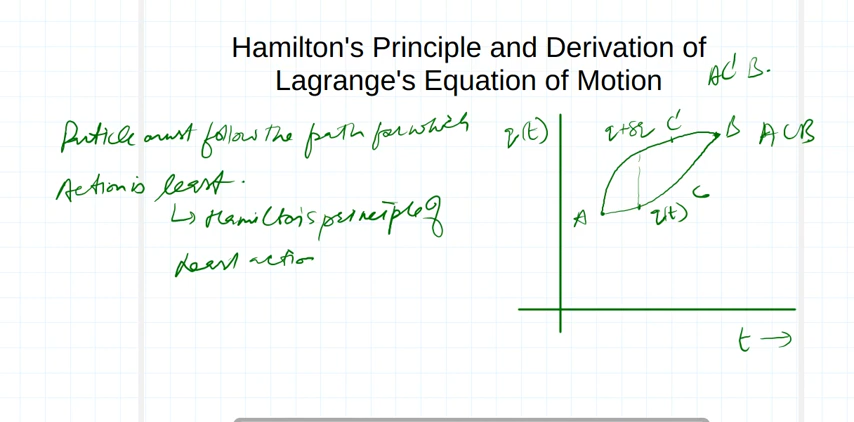 Hamilton's Principle and Derivation of
Lagrange's Equation of Motion
AC' B.
Particle must follow the path for which
Action is least.
↳ Hamilton's principle of
Least action
q(t)
q+δq C' B ACB
A q(t) C
t →